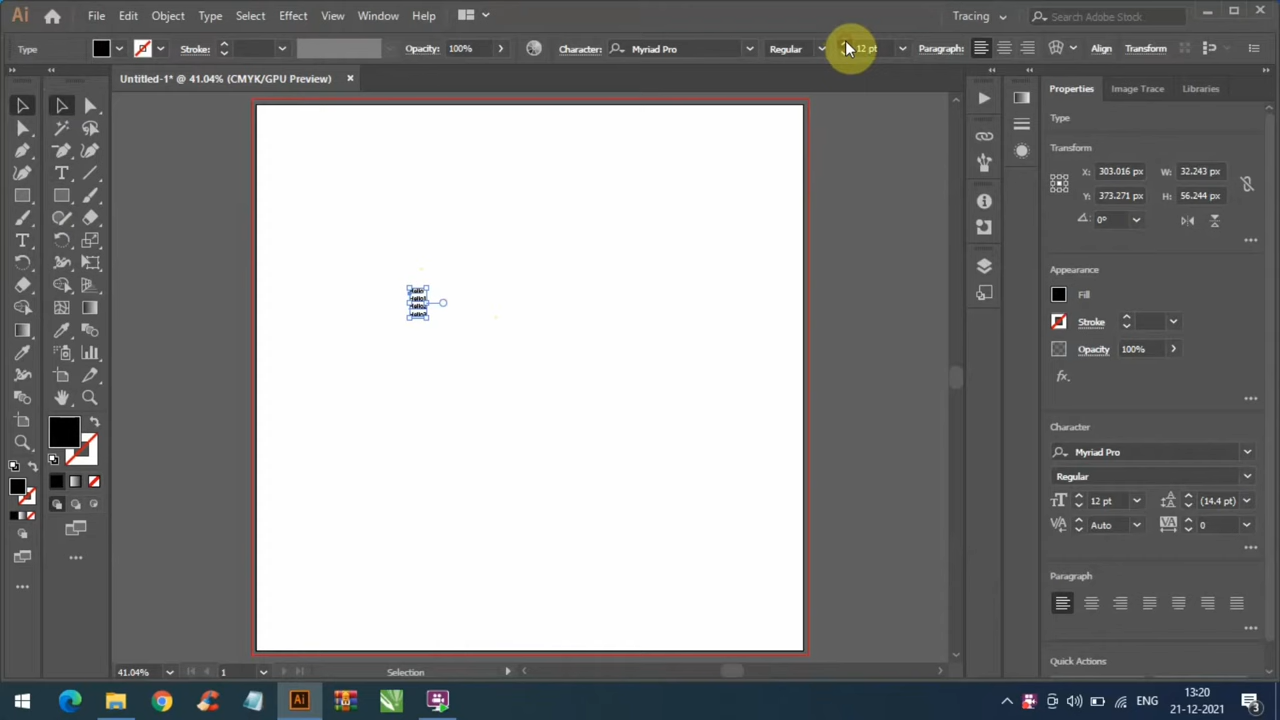 Ai File Edit Object Type Select Effect View Window Help Tracing Search Adobe Stock
Type Stroke: Opacity: 100% Character: Myriad Pro Regular 12 pt Paragraph: Align Transform
Untitled-1* @ 41.04% (CMYK/GPU Preview)
Properties Image Trace Libraries
Type
Transform
X: 303.016 px W: 32.243 px
Y: 373.271 px H: 56.244 px
0°
Appearance
Fill
Stroke
Opacity 100%
fx
Character
Myriad Pro
Regular
12 pt (14.4 pt)
Auto 0
Paragraph
Quick Actions
41.04% 1 Selection
Ai ENG 13:20
21-12-2021 3